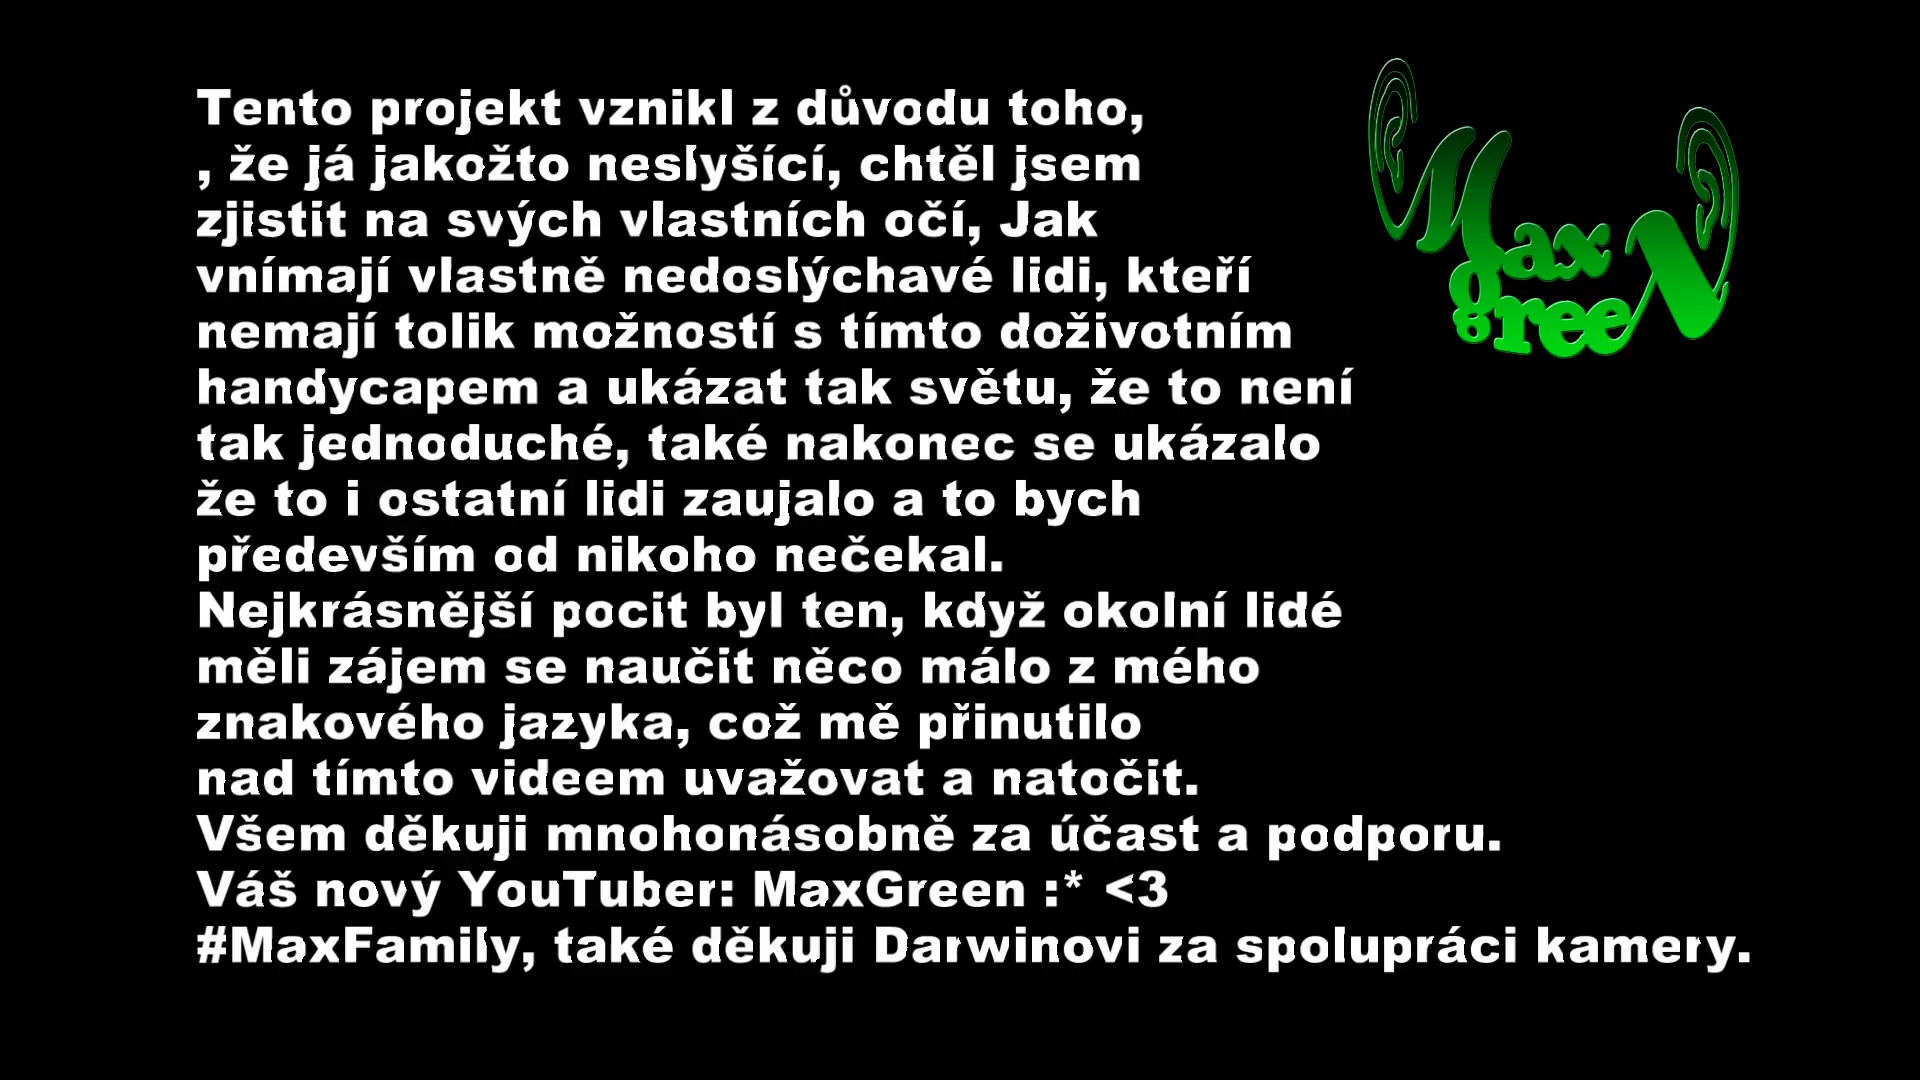 Tento projekt vznikl z důvodu toho,
, že já jakožto neslyšící, chtěl jsem
zjistit na svých vlastních očí, Jak
vnímají vlastně nedoslýchavé lidi, kteří
nemají tolik možností s tímto doživotním
handycapem a ukázat tak světu, že to není
tak jednoduché, také nakonec se ukázalo
že to i ostatní lidi zaujalo a to bych
především od nikoho nečekal.
Nejkrásnější pocit byl ten, když okolní lidé
měli zájem se naučit něco málo z mého
znakového jazyka, což mě přinutilo
nad tímto videem uvažovat a natočit.
Všem děkuji mnohonásobně za účast a podporu.
Váš nový YouTuber: MaxGreen :* <3
#MaxFamily, také děkuji Darwinovi za spolupráci kamery.
Max
greeN